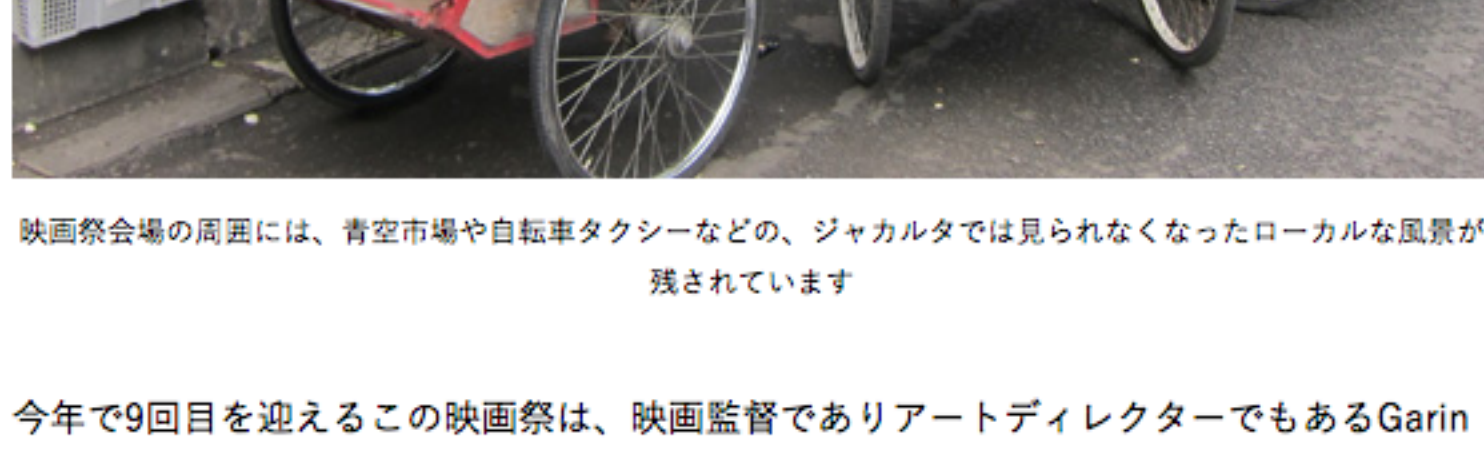 映画祭会場の周囲には、青空市場や自転車タクシーなどの、ジャカルタでは見られなくなったローカルな風景が
残されています
今年で9回目を迎えるこの映画祭は、映画監督でありアートディレクターでもあるGarin